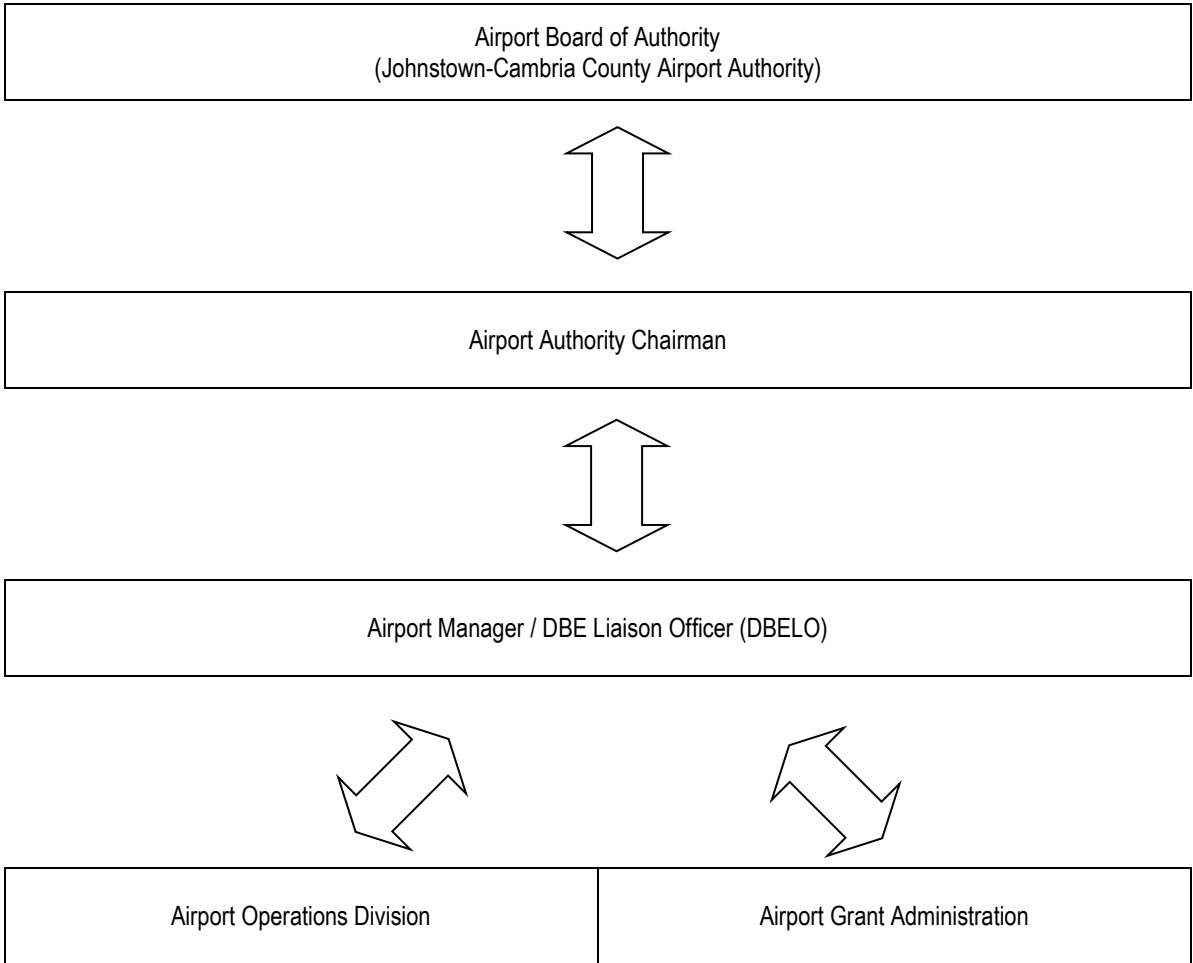 Airport Board of Authority
(Johnstown-Cambria County Airport Authority)
Airport Authority Chairman
Airport Manager / DBE Liaison Officer (DBELO)
Airport Operations Division
Airport Grant Administration